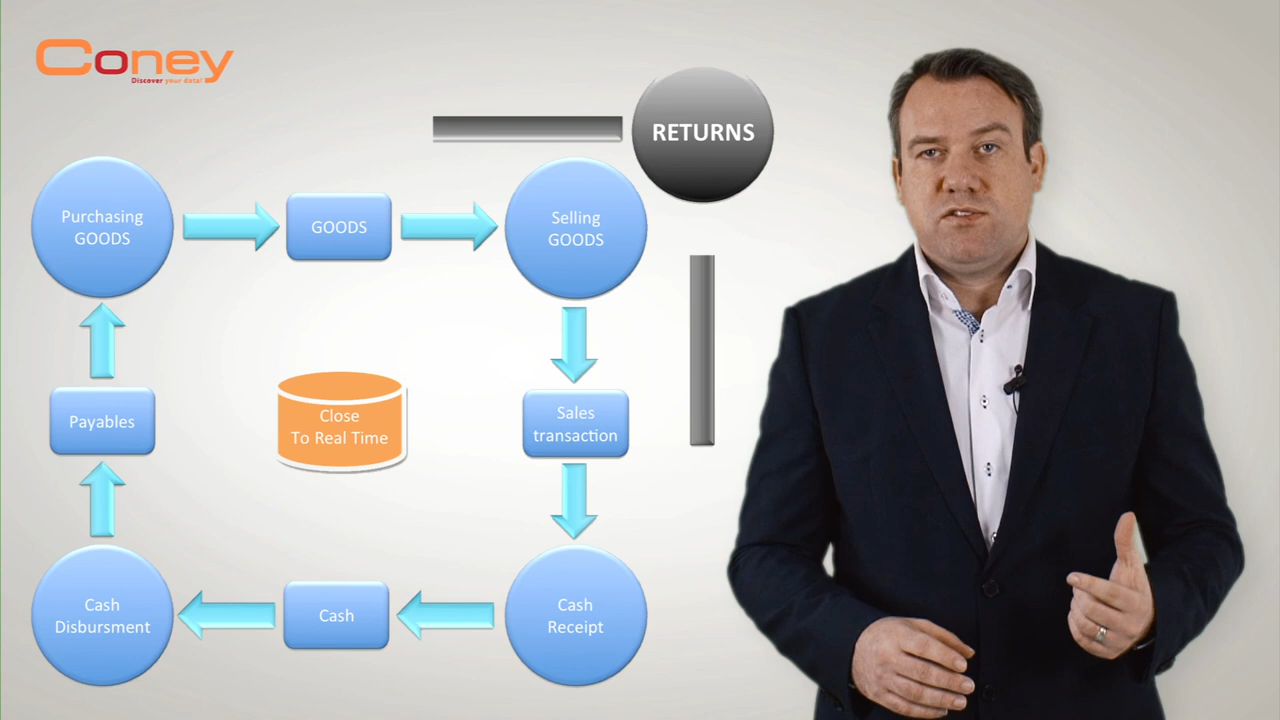 Coney
Discover your data!
RETURNS
Purchasing
GOODS
GOODS
Selling
GOODS
Payables
Close
To Real Time
Sales
transaction
Cash
Disbursment
Cash
Cash
Receipt